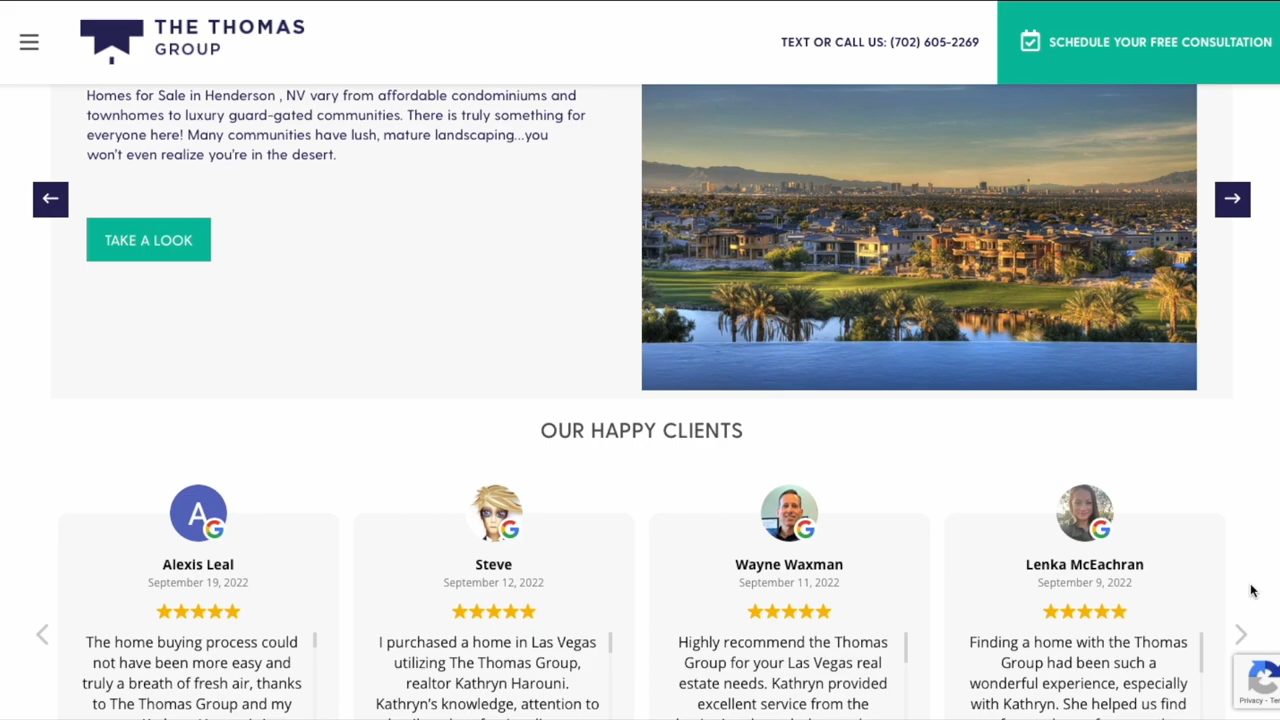 THE THOMAS
GROUP
TEXT OR CALL US: (702) 605-2269
SCHEDULE YOUR FREE CONSULTATION
Homes for Sale in Henderson , NV vary from affordable condominiums and
townhomes to luxury guard-gated communities. There is truly something for
everyone here! Many communities have lush, mature landscaping...you
won't even realize you're in the desert.
TAKE A LOOK
OUR HAPPY CLIENTS
A
Alexis Leal
September 19, 2022
The home buying process could
not have been more easy and
truly a breath of fresh air, thanks
to The Thomas Group and my
Steve
September 12, 2022
I purchased a home in Las Vegas
utilizing The Thomas Group,
realtor Kathryn Harouni.
Kathryn's knowledge, attention to
Wayne Waxman
September 11, 2022
Highly recommend the Thomas
Group for your Las Vegas real
estate needs. Kathryn provided
excellent service from the
Lenka McEachran
September 9, 2022
Finding a home with the Thomas
Group had been such a
wonderful experience, especially
with Kathryn. She helped us find
Privacy - Ter